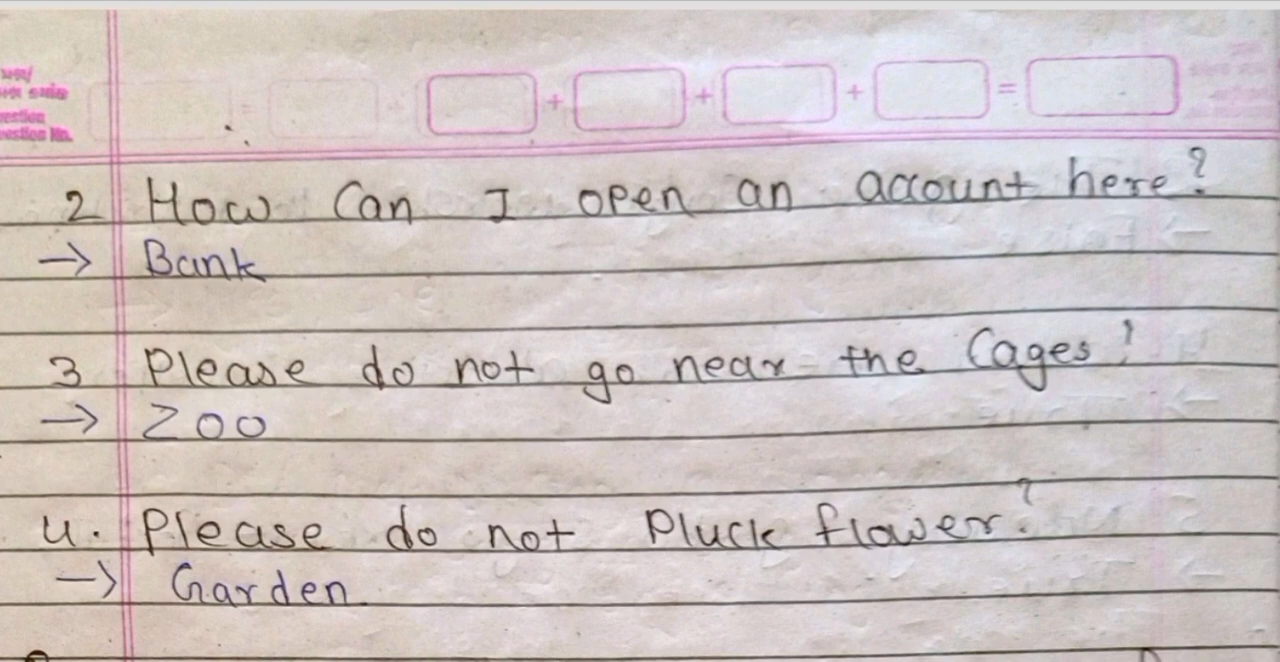 + + + =
2 How Can I open an account here?
→ Bank
3 Please do not go near the Cages!
→ Zoo
4. Please do not Pluck flower?
→ Garden.